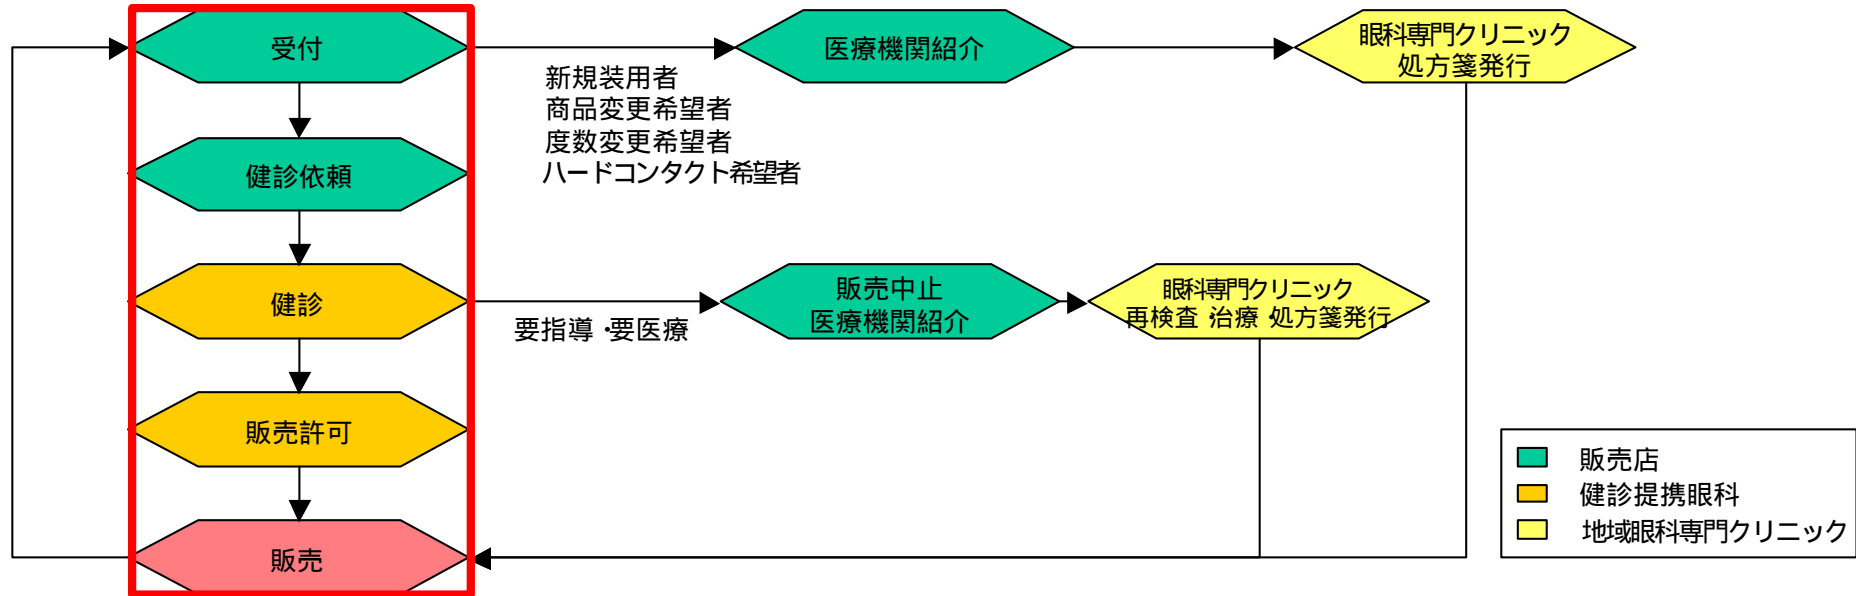 受付
医療機関紹介
眼科専門クリニック
処方箋発行
新規装用者
商品変更希望者
度数変更希望者
ハードコンタクト希望者
健診依頼
健診
要指導・要医療
販売中止
医療機関紹介
眼科専門クリニック
再検査・治療・処方箋発行
販売許可
販売
販売店
健診提携眼科
地域眼科専門クリニック